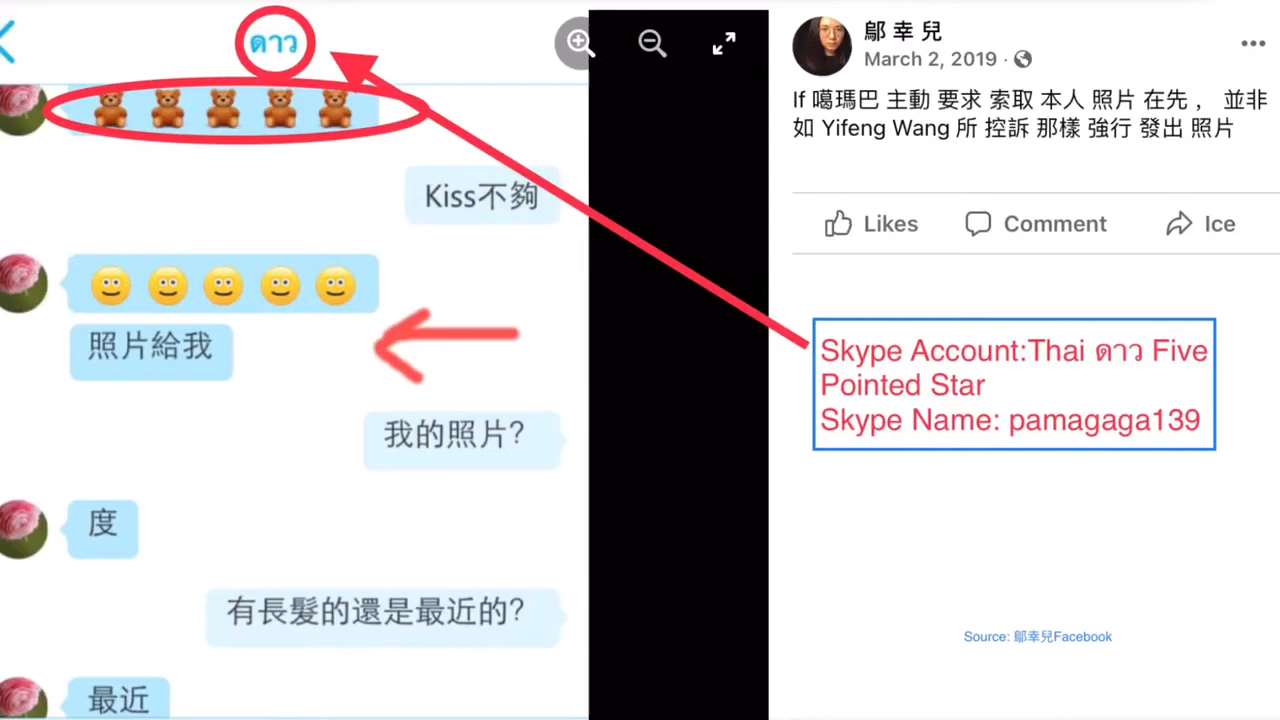 ดาว
Kiss不夠
照片給我
我的照片?
度
有長髮的還是最近的?
最近
鄔幸兒
March 2, 2019 ·
If 噶瑪巴 主動 要求 索取 本人 照片 在先 ， 並非
如 Yifeng Wang 所 控訴 那樣 強行 發出 照片
Likes
Comment
Ice
Skype Account:Thai ดาว Five
Pointed Star
Skype Name: pamagaga139
Source: 鄔幸兒Facebook